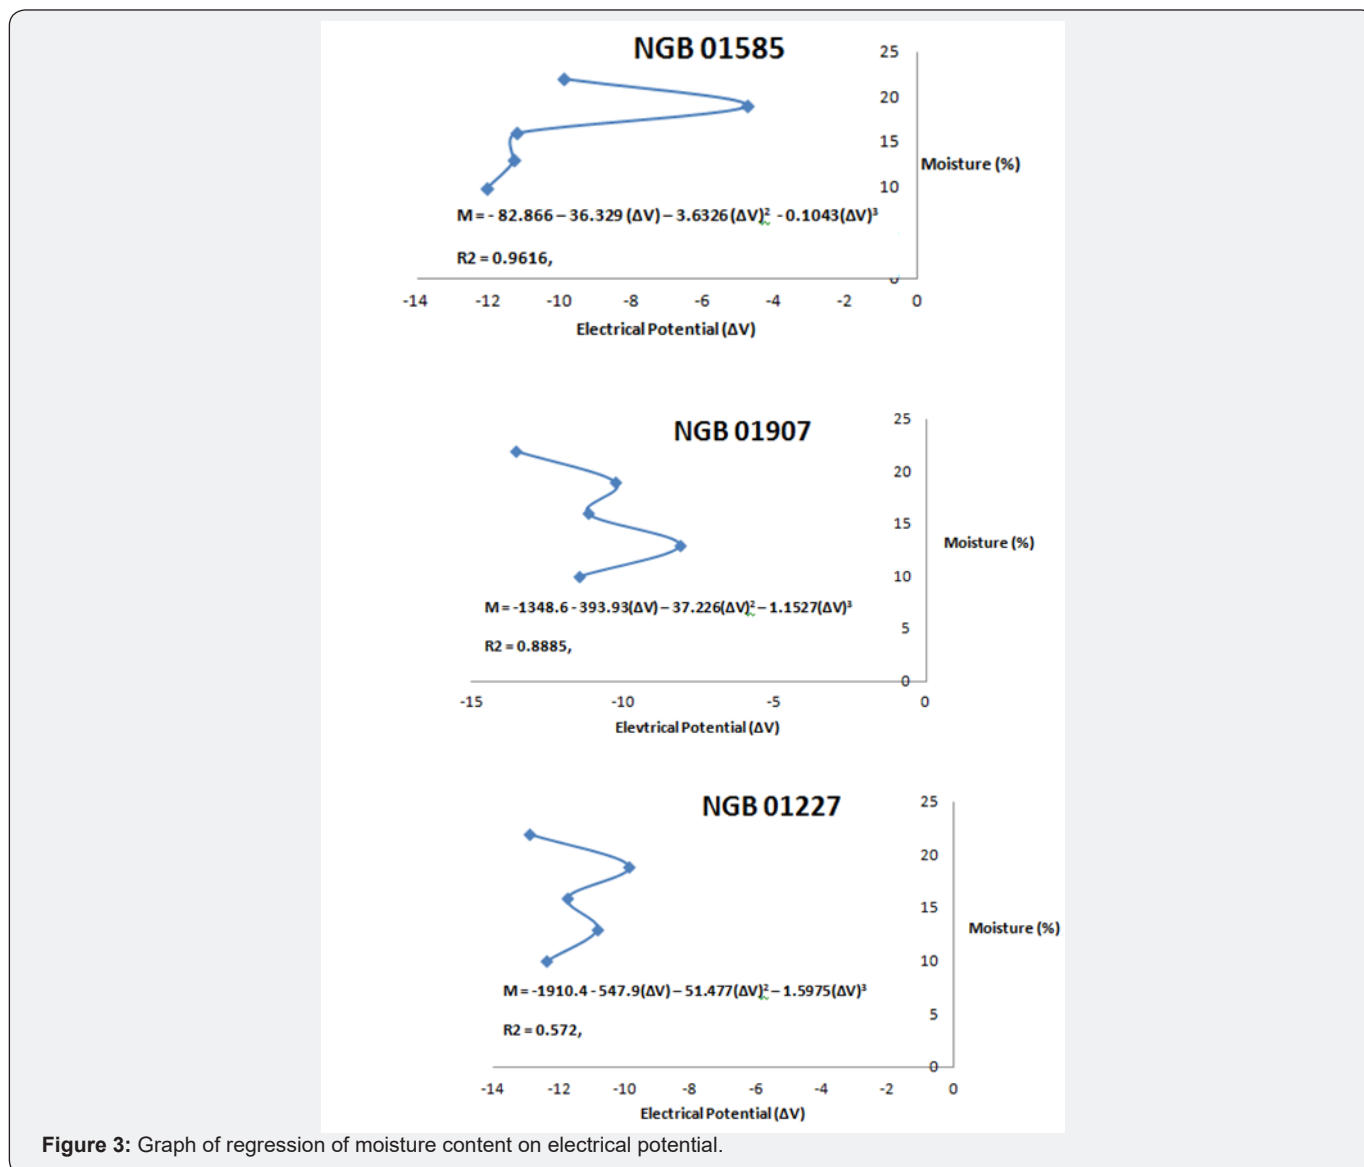 NGB 01585
25
20
15
Moisture (%)
10
M = - 82.866 – 36.329 (ΔV) – 3.6326 (ΔV)² - 0.1043(ΔV)³
R2 = 0.9616,
0
-14 -12 -10 -8 -6 -4 -2 0
Electrical Potential (ΔV)
NGB 01907
25
20
15
Moisture (%)
10
M = -1348.6 - 393.93(ΔV) – 37.226(ΔV)² – 1.1527(ΔV)³
5
R2 = 0.8885,
0
-15 -10 -5 0
Elevtrical Potential (ΔV)
NGB 01227
25
20
15
Moisture (%)
10
M = -1910.4 - 547.9(ΔV) – 51.477(ΔV)² – 1.5975(ΔV)³
5
R2 = 0.572,
0
-14 -12 -10 -8 -6 -4 -2 0
Electrical Potential (ΔV)
Figure 3: Graph of regression of moisture content on electrical potential.